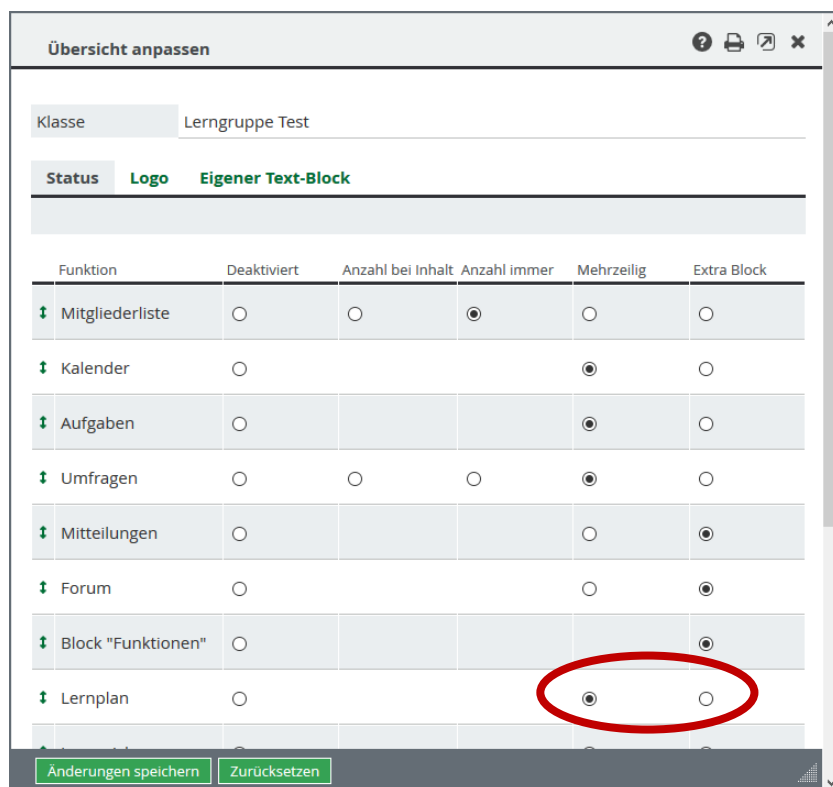 Übersicht anpassen
Klasse Lerngruppe Test
Status Logo Eigener Text-Block
Funktion Deaktiviert Anzahl bei Inhalt Anzahl immer Mehrzeilig Extra Block
Mitgliederliste
Kalender
Aufgaben
Umfragen
Mitteilungen
Forum
Block "Funktionen"
Lernplan
Änderungen speichern Zurücksetzen